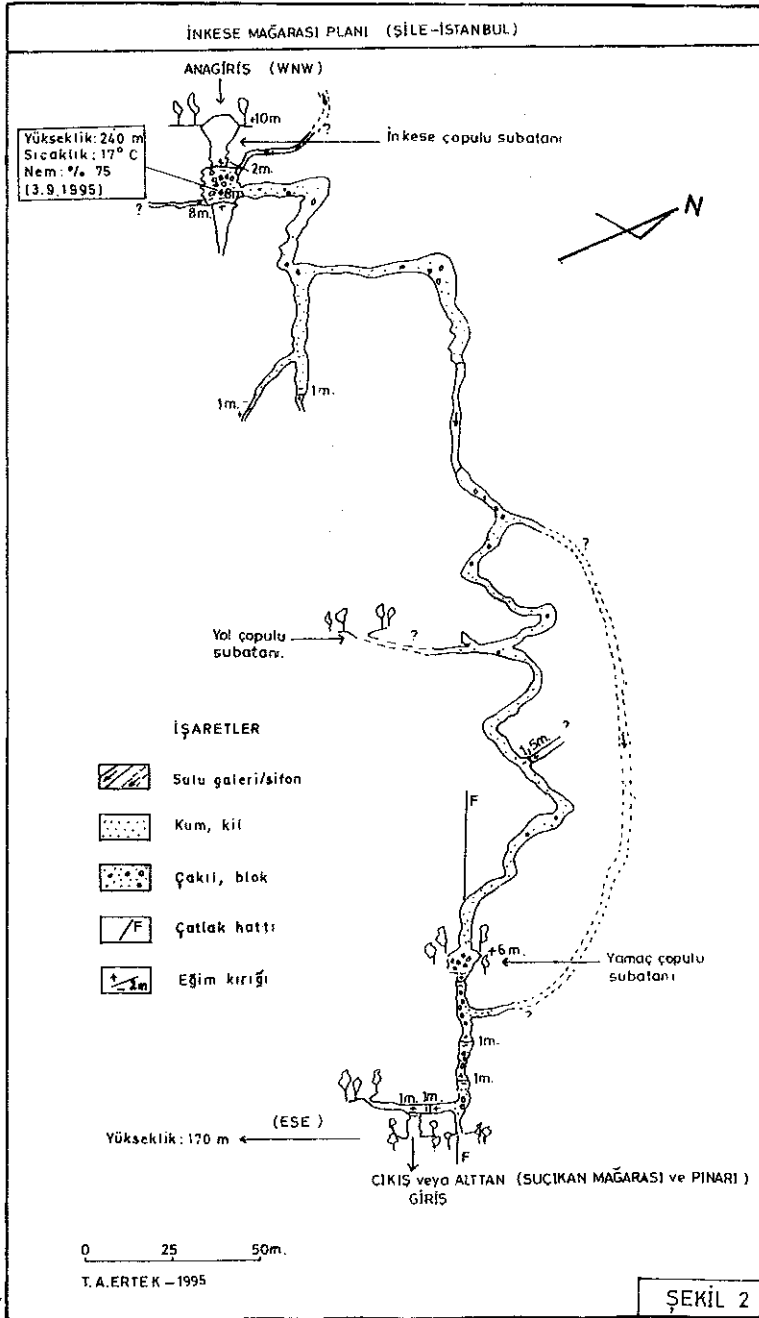 İNKESE MAĞARASI PLANI (ŞİLE-İSTANBUL)
ANAGİRİŞ (WNW)
+10m
?
Yükseklik: 240 m
Sıcaklık: 17° C
Nem: % 75
(3.9.1995)
İnkese çopulu subatanı
2m.
8m
?
8m.
N
1m.
1m.
?
Yol çopulu
subatanı.
?
İŞARETLER
?
1,5m.
Sulu galeri/sifon
F
Kum, kil
Çakıl, blok
F
Çatlak hattı
+6m.
Yamaç çopulu
subatanı
+
- 2m
Eğim kırığı
?
1m.
1m.
1m. 1m.
(ESE)
Yükseklik: 170 m
F
ÇIKIŞ veya ALTTAN (SUÇIKAN MAĞARASI ve PINARI)
GİRİŞ
0 25 50m.
T.A.ERTEK-1995
ŞEKİL 2